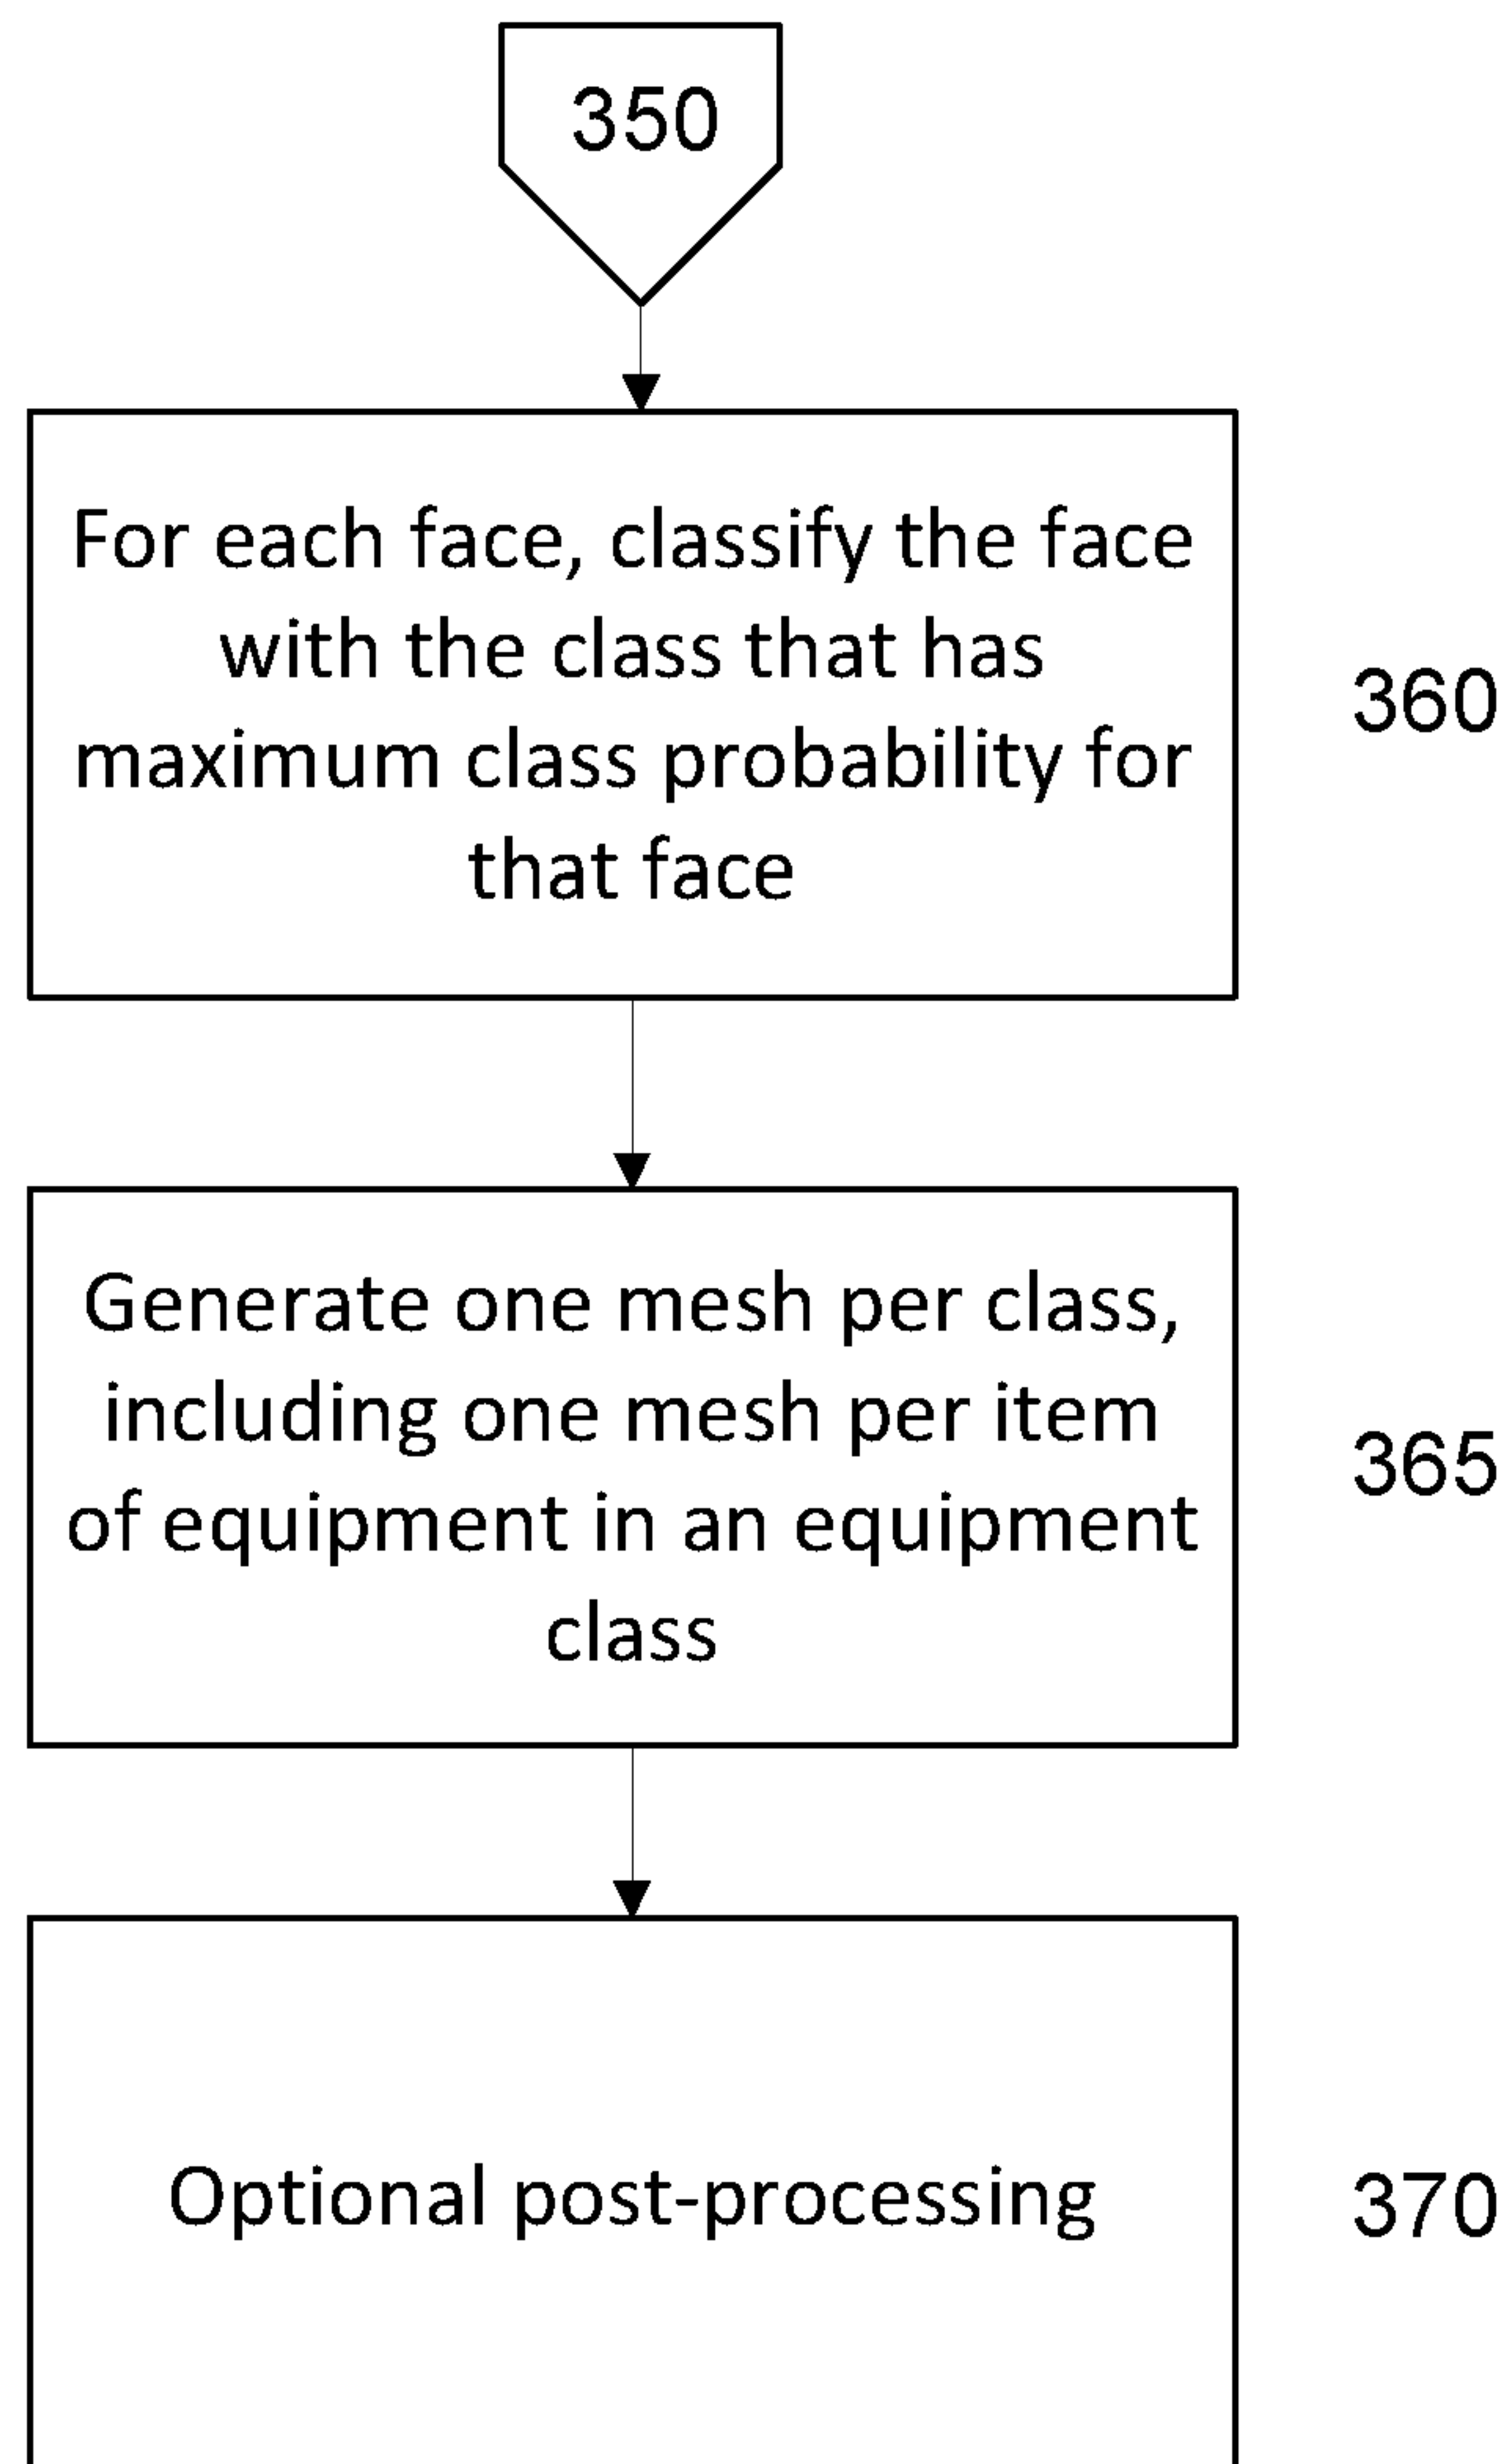 350
For each face, classify the face
with the class that has
maximum class probability for
that face
360
Generate one mesh per class,
including one mesh per item
of equipment in an equipment
class
365
Optional post-processing
370